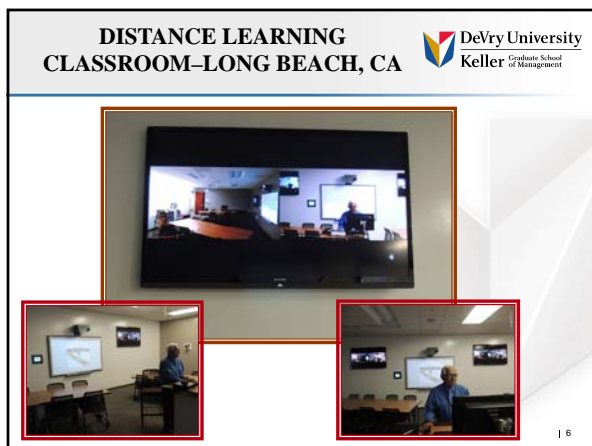 DISTANCE LEARNING
CLASSROOM–LONG BEACH, CA
DeVry University
Keller Graduate School
of Management
| 6